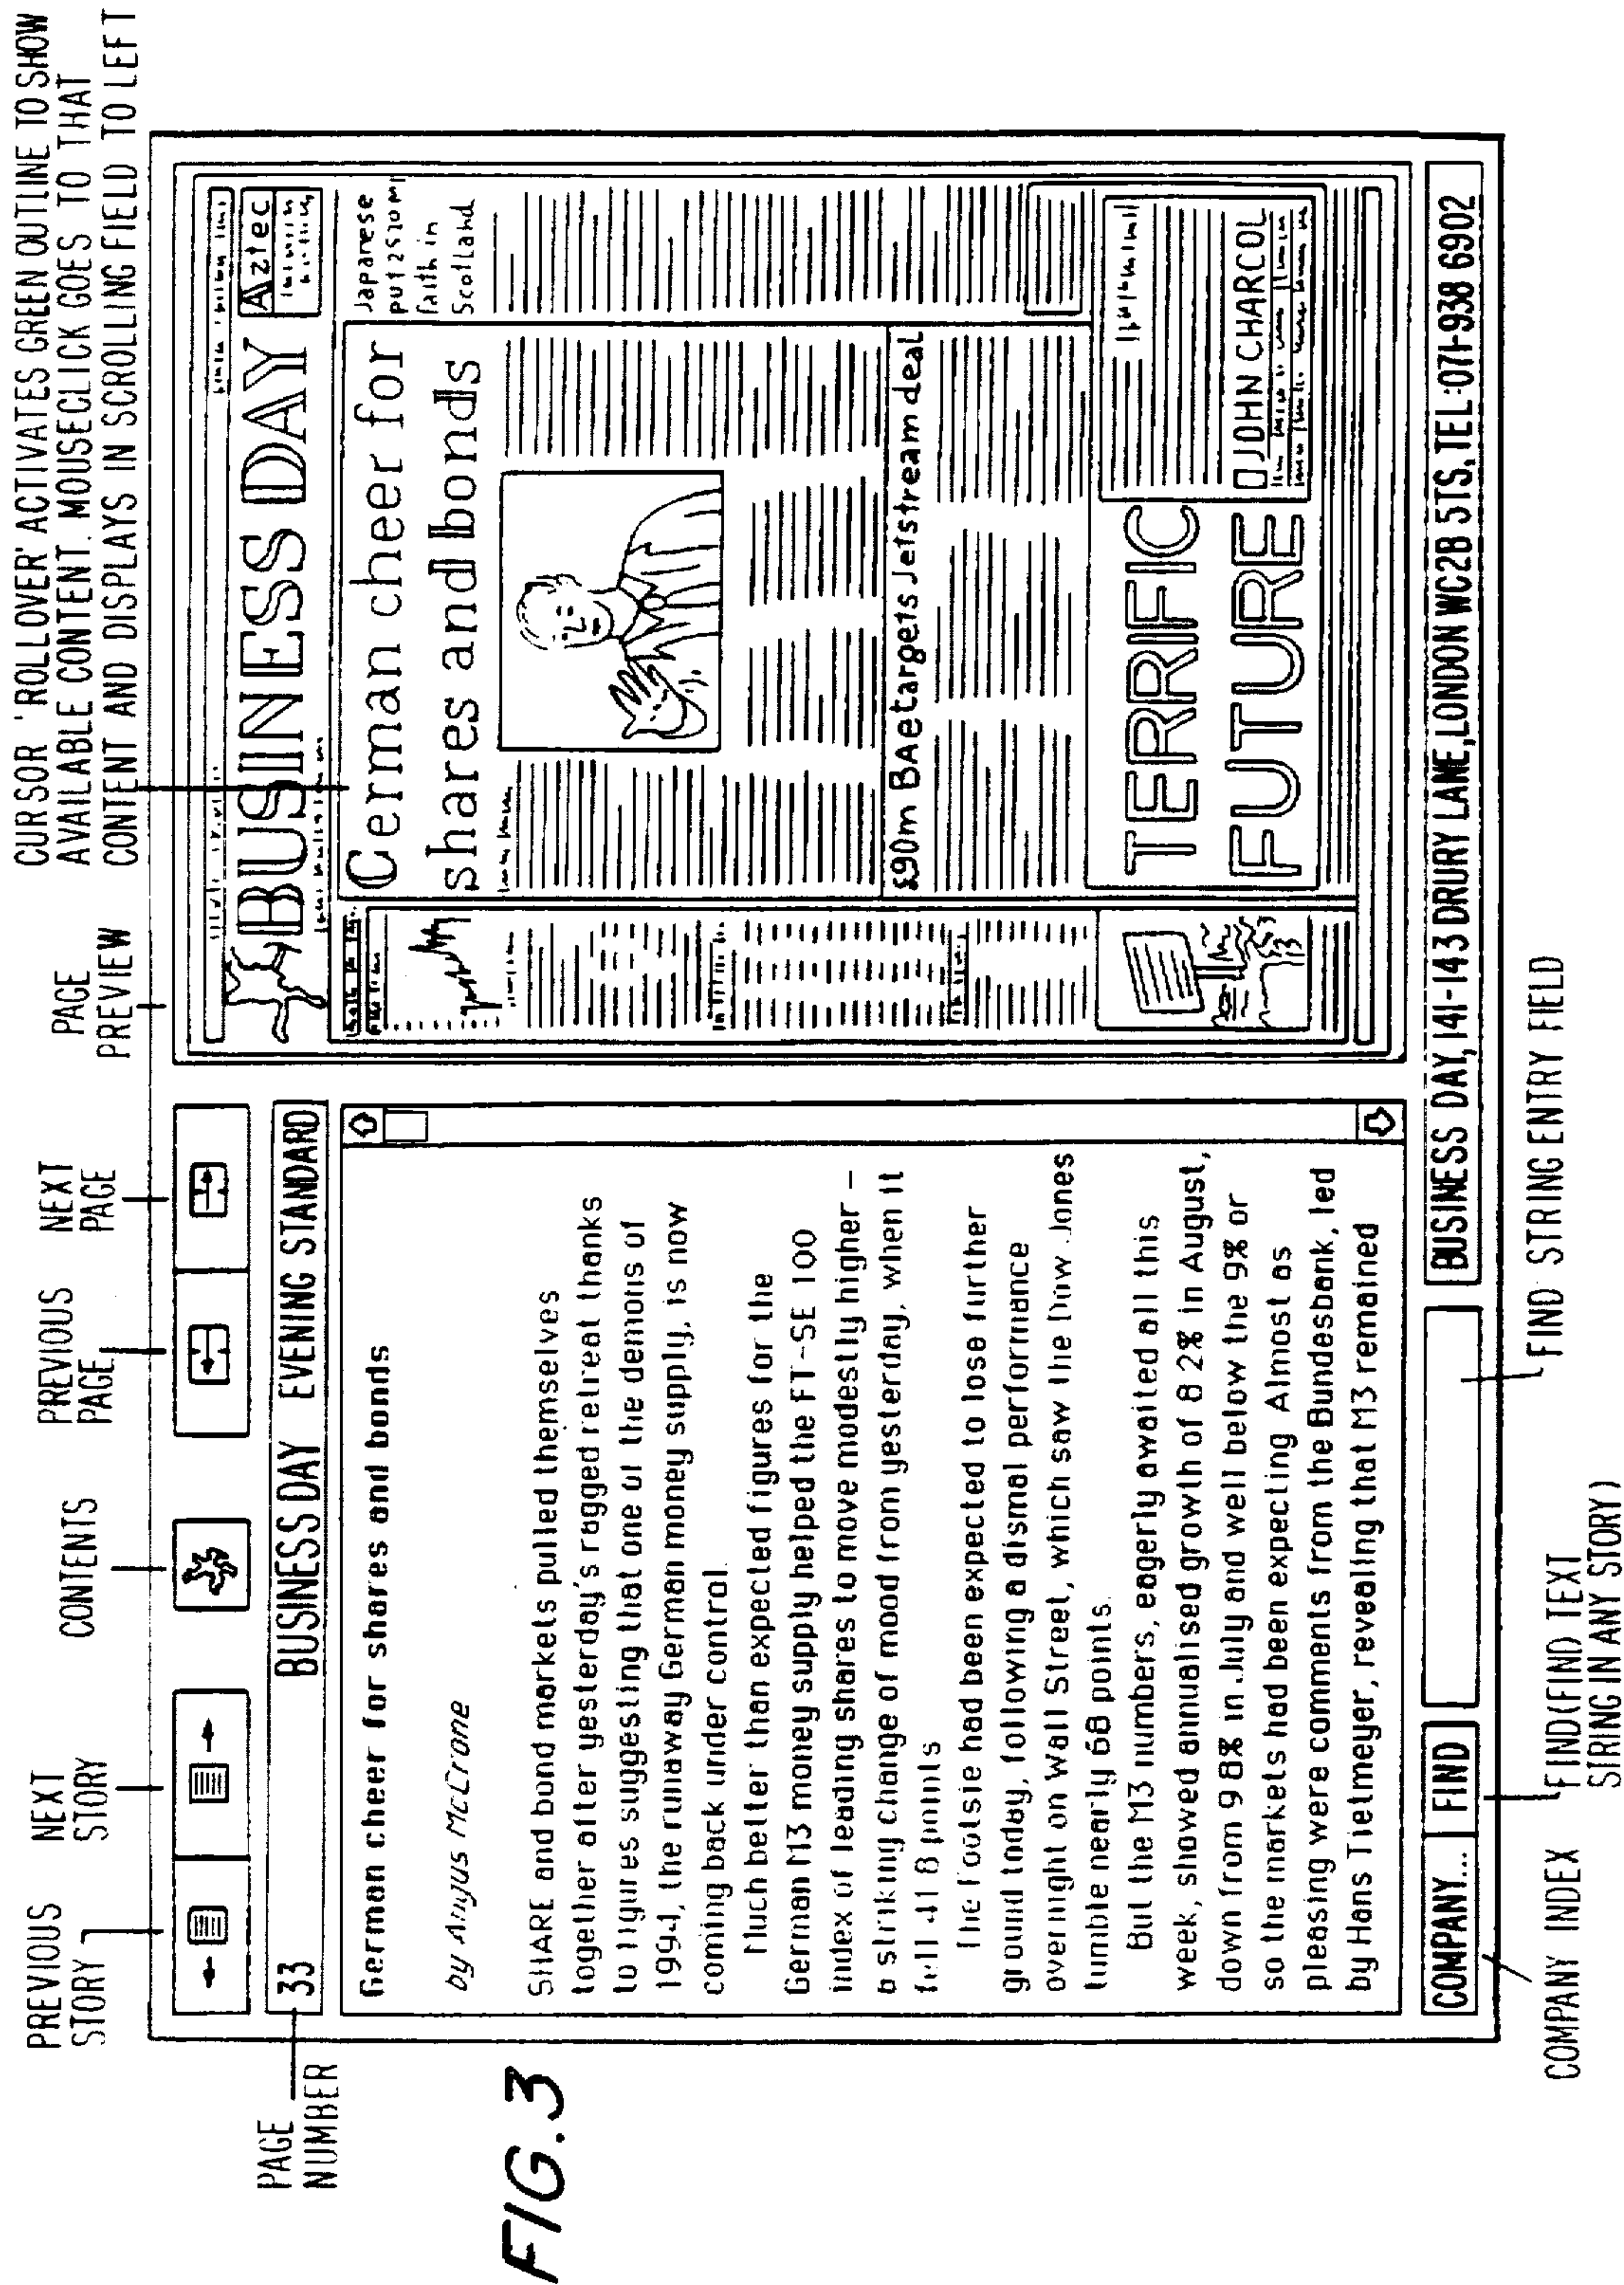 CURSOR 'ROLLOVER' ACTIVATES GREEN OUTLINE TO SHOW
AVAILABLE CONTENT. MOUSECLICK GOES TO THAT
CONTENT AND DISPLAYS IN SCROLLING FIELD TO LEFT
PREVIOUS
STORY
NEXT
STORY
CONTENTS
PREVIOUS
PAGE
NEXT
PAGE
PAGE
PREVIEW
PAGE
NUMBER
33 BUSINESS DAY EVENING STANDARD
German cheer for shares and bonds
by Angus McCrone
SHARE and bond markets pulled themselves
together after yesterday's ragged retreat thanks
to figures suggesting that one of the demons of
1994, the runaway German money supply, is now
coming back under control.
Much better than expected figures for the
German M13 money supply helped the FT-SE 100
index of leading shares to move modestly higher -
a striking change of mood from yesterday, when it
fell 41 8 points
The Footsie had been expected to lose further
ground today, following a dismal performance
overnight on Wall Street, which saw the Dow Jones
tumble nearly 68 points.
But the M3 numbers, eagerly awaited all this
week, showed annualised growth of 8 2% in August,
down from 9 8% in July and well below the 9% or
so the markets had been expecting Almost as
pleasing were comments from the Bundesbank, led
by Hans Tietmeyer, revealing that M3 remained
BUSINESS DAY
Aztec
German cheer for
shares and bonds
Japanese
put £520m
faith in
Scotland
£90m BAe targets Jetstream deal
TERRIFIC
FUTURE
JOHN CHARCOL
COMPANY... FIND
BUSINESS DAY, 141-143 DRURY LANE, LONDON WC2B 5TS, TEL: 071-938 6902
COMPANY INDEX
FIND (FIND TEXT
STRING IN ANY STORY)
FIND STRING ENTRY FIELD
FIG. 3